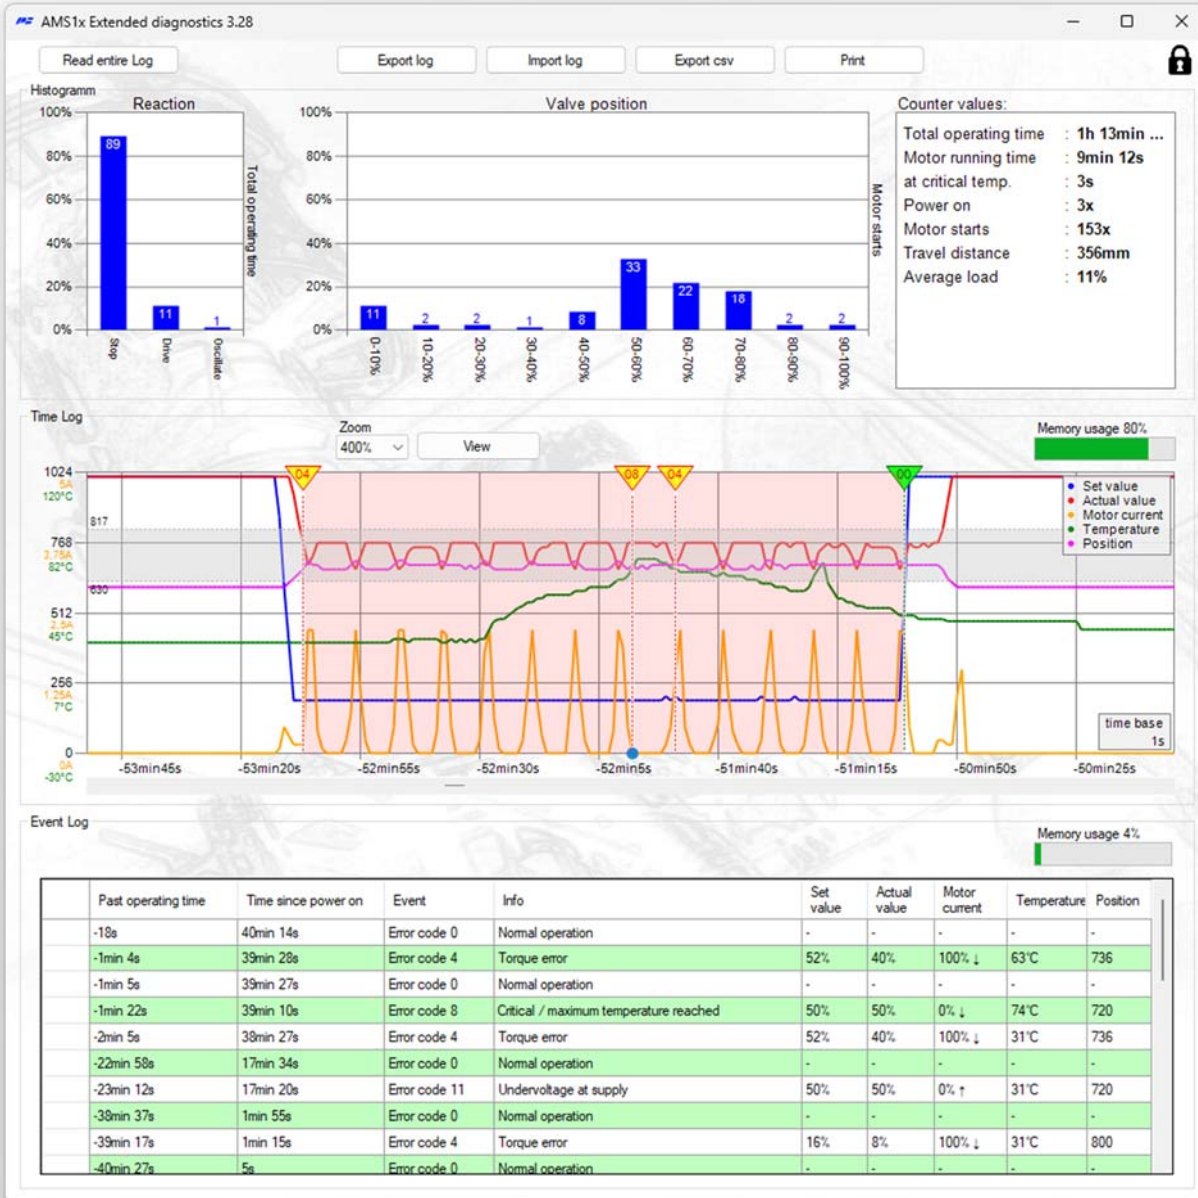 AMS1x Extended diagnostics 3.28
Read entire Log Export log Import log Export csv Print
Histogramm
Reaction
100%
80%
60%
40%
20%
0%
89
11
1
Stop
Drive
Oscillate
Total operating time
Valve position
100%
80%
60%
40%
20%
0%
11
2
2
1
8
33
22
18
2
2
0-10%
10-20%
20-30%
30-40%
40-50%
50-60%
60-70%
70-80%
80-90%
90-100%
Motor starts
Counter values:
Total operating time : 1h 13min ...
Motor running time : 9min 12s
at critical temp. : 3s
Power on : 3x
Motor starts : 153x
Travel distance : 356mm
Average load : 11%
Time Log
Zoom
400% View
Memory usage 80%
1024
5A
120°C
817
768
3.75A
82°C
630
512
2.5A
45°C
256
1.25A
7°C
0
0A
-30°C
04 08 04 00
Set value
Actual value
Motor current
Temperature
Position
time base
1s
-53min45s -53min20s -52min55s -52min30s -52min5s -51min40s -51min15s -50min50s -50min25s
Event Log
Memory usage 4%
Past operating time Time since power on Event Info Set value Actual value Motor current Temperature Position
-18s 40min 14s Error code 0 Normal operation - - - - -
-1min 4s 39min 28s Error code 4 Torque error 52% 40% 100% ↓ 63°C 736
-1min 5s 39min 27s Error code 0 Normal operation - - - - -
-1min 22s 39min 10s Error code 8 Critical / maximum temperature reached 50% 50% 0% ↓ 74°C 720
-2min 5s 38min 27s Error code 4 Torque error 52% 40% 100% ↓ 31°C 736
-22min 58s 17min 34s Error code 0 Normal operation - - - - -
-23min 12s 17min 20s Error code 11 Undervoltage at supply 50% 50% 0% ↑ 31°C 720
-38min 37s 1min 55s Error code 0 Normal operation - - - - -
-39min 17s 1min 15s Error code 4 Torque error 16% 8% 100% ↓ 31°C 800
-40min 27s 5s Error code 0 Normal operation - - - - -